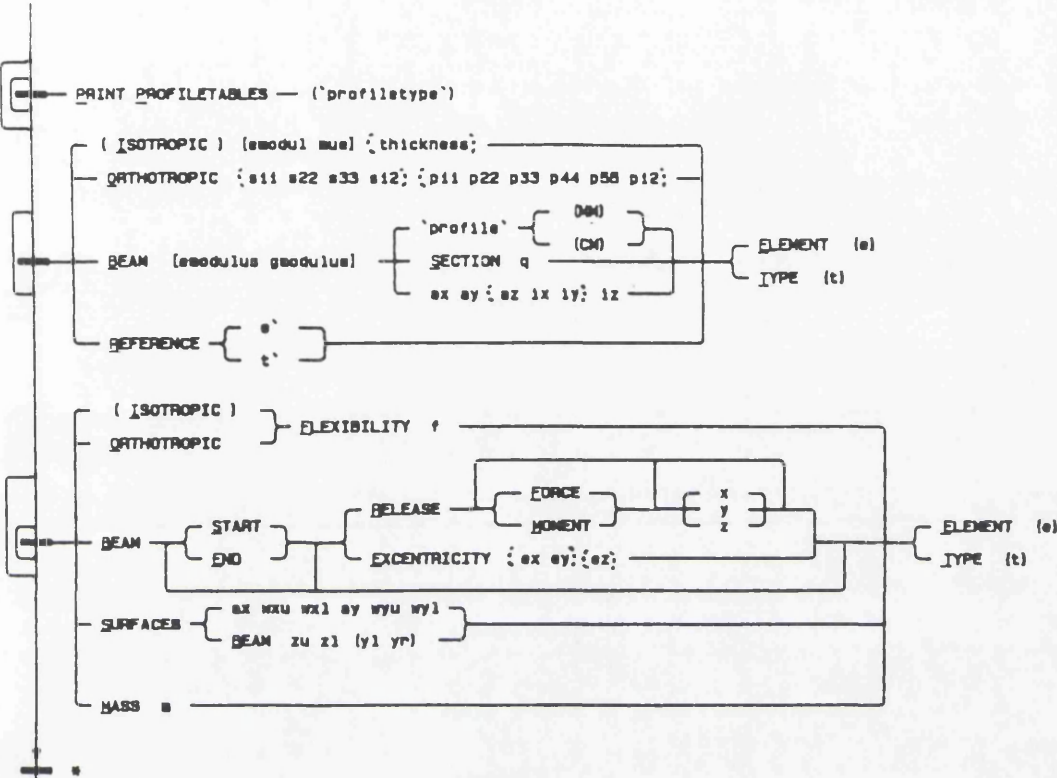 PRINT PROFILETABLES — (`profiletype`)
( ISOTROPIC ) [emodul mue] {thickness}
ORTHOTROPIC {s11 s22 s33 s12} {p11 p22 p33 p44 p55 p12}
`profile`
(MM)
(CM)
BEAM [emodulus gmodulus]
SECTION q
ax ay {az ix iy} iz
ELEMENT (e)
TYPE (t)
REFERENCE
e`
t`
( ISOTROPIC )
ORTHOTROPIC
FLEXIBILITY f
BEAM
START
END
RELEASE
FORCE
MOMENT
x
y
z
EXCENTRICITY {ex ey} {ez}
ELEMENT (e)
TYPE (t)
SURFACES
ax wxu wxl ay wyu wyl
BEAM zu zl (yl yr)
MASS m
*